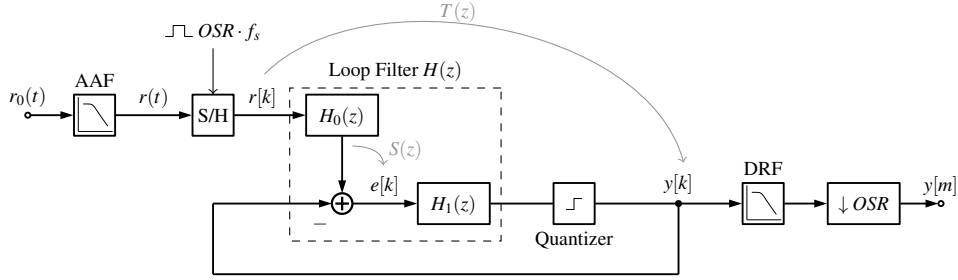 T(z)
OSR · f_s
Loop Filter H(z)
AAF
r_0(t)
r(t)
S/H
r[k]
H_0(z)
S(z)
e[k]
H_1(z)
y[k]
DRF
↓ OSR
y[m]
+
−
Quantizer